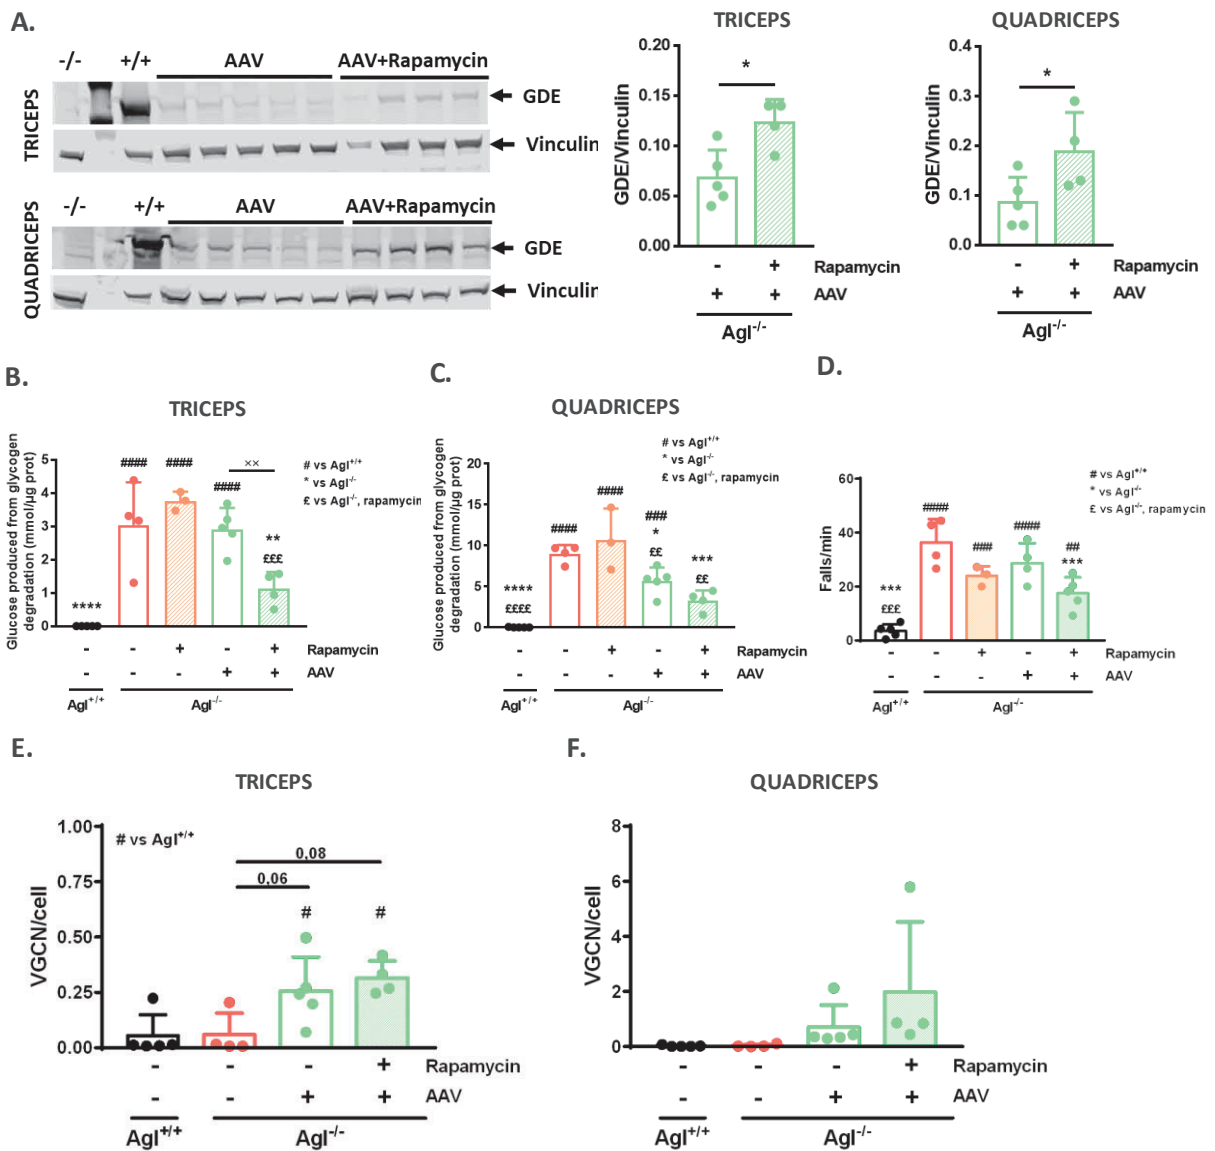 A.
-/-
+/+
AAV
AAV+Rapamycin
TRICEPS
GDE
Vinculin
-/-
+/+
AAV
AAV+Rapamycin
QUADRICEPS
GDE
Vinculin
TRICEPS
GDE/Vinculin
0.20
0.15
0.10
0.05
0.00
*
- + Rapamycin
+ + AAV
Agl-/-
QUADRICEPS
GDE/Vinculin
0.4
0.3
0.2
0.1
0.0
*
- + Rapamycin
+ + AAV
Agl-/-
B.
TRICEPS
Glucose produced from glycogen
degradation (mmol/µg prot)
5
4
3
2
1
0
****
####
####
####
××
**
£££
# vs Agl+/+
* vs Agl-/-
£ vs Agl-/-, rapamycin
- - + - + Rapamycin
- - - + + AAV
Agl+/+ Agl-/-
C.
QUADRICEPS
Glucose produced from glycogen
degradation (mmol/µg prot)
20
15
10
5
0
****
££££
####
####
###
*
££
***
££
# vs Agl+/+
* vs Agl-/-
£ vs Agl-/-, rapamycin
- - + - + Rapamycin
- - - + + AAV
Agl+/+ Agl-/-
D.
Falls/min
60
40
20
0
***
£££
####
###
####
##
***
# vs Agl+/+
* vs Agl-/-
£ vs Agl-/-, rapamycin
- - + - + Rapamycin
- - - + + AAV
Agl+/+ Agl-/-
E.
TRICEPS
VGCN/cell
1.00
0.75
0.50
0.25
0.00
# vs Agl+/+
0,08
0,06
# #
- - - + Rapamycin
- - + + AAV
Agl+/+ Agl-/-
F.
QUADRICEPS
VGCN/cell
8
6
4
2
0
- - - + Rapamycin
- - + + AAV
Agl+/+ Agl-/-